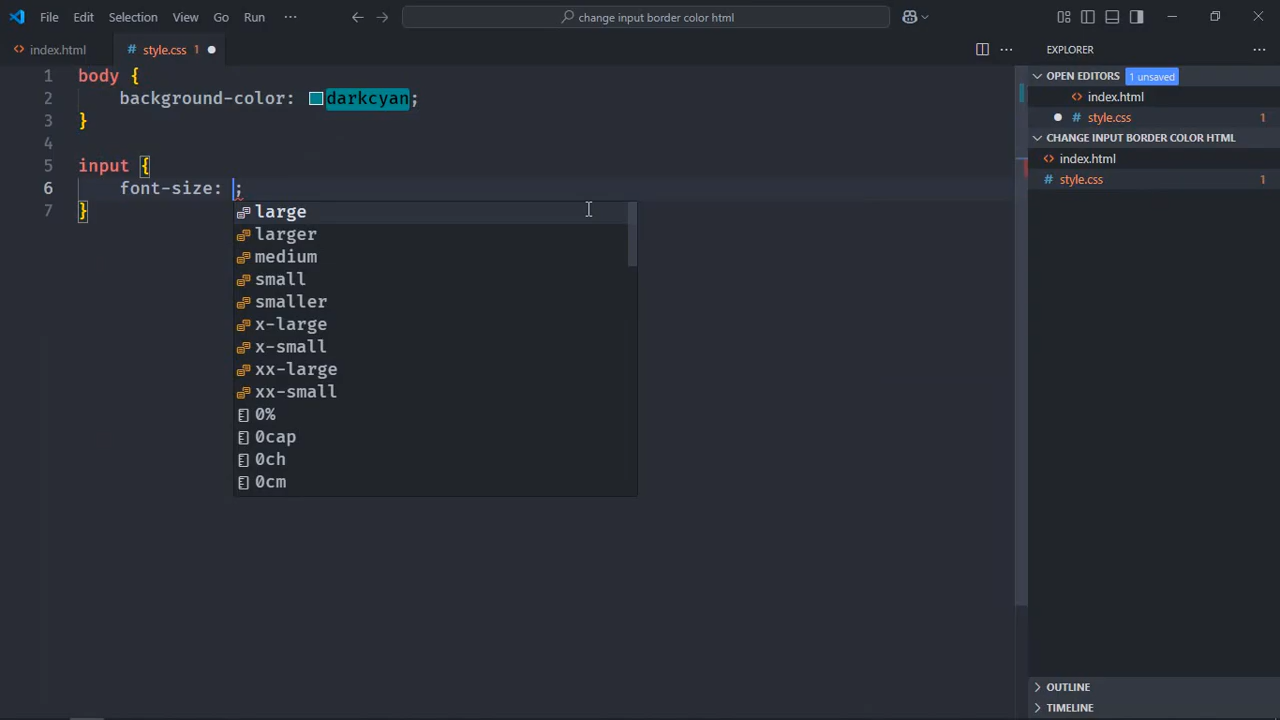 File Edit Selection View Go Run ··· change input border color html
index.html style.css 1
1 body {
2 background-color: darkcyan;
3 }
4
5 input {
6 font-size: ;
7 }
large
larger
medium
small
smaller
x-large
x-small
xx-large
xx-small
0%
0cap
0ch
0cm
EXPLORER
OPEN EDITORS 1 unsaved
index.html
style.css 1
CHANGE INPUT BORDER COLOR HTML
index.html
style.css 1
OUTLINE
TIMELINE